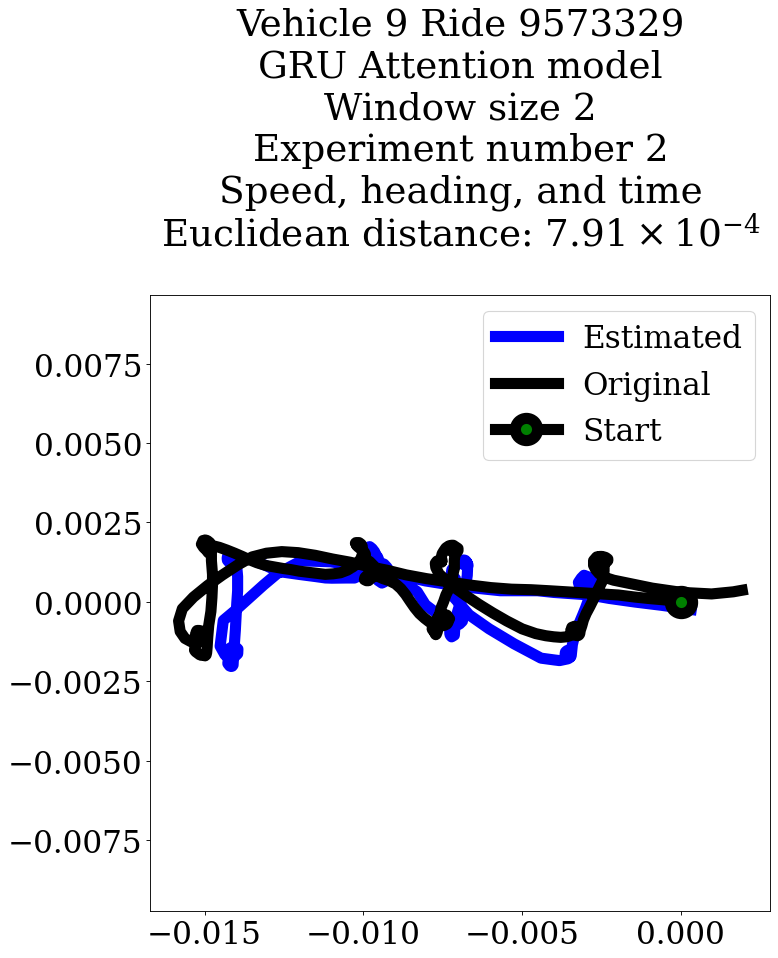 Vehicle 9 Ride 9573329
GRU Attention model
Window size 2
Experiment number 2
Speed, heading, and time
Euclidean distance: 7.91 × 10⁻⁴
Estimated
Original
Start
0.0075
0.0050
0.0025
0.0000
−0.0025
−0.0050
−0.0075
−0.015
−0.010
−0.005
0.000